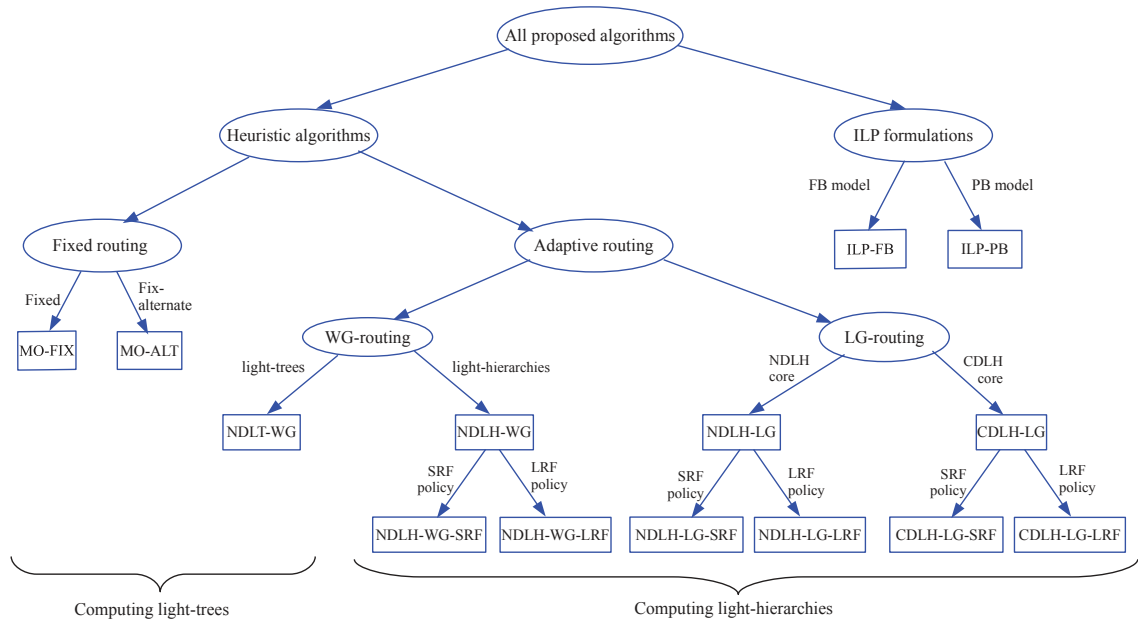 All proposed algorithms
Heuristic algorithms
ILP formulations
FB model
PB model
Fixed routing
Adaptive routing
ILP-FB
ILP-PB
Fixed
Fix-
alternate
MO-FIX
MO-ALT
WG-routing
LG-routing
light-trees
light-hierarchies
NDLH
core
CDLH
core
NDLT-WG
NDLH-WG
NDLH-LG
CDLH-LG
SRF
policy
LRF
policy
SRF
policy
LRF
policy
SRF
policy
LRF
policy
NDLH-WG-SRF
NDLH-WG-LRF
NDLH-LG-SRF
NDLH-LG-LRF
CDLH-LG-SRF
CDLH-LG-LRF
Computing light-trees
Computing light-hierarchies